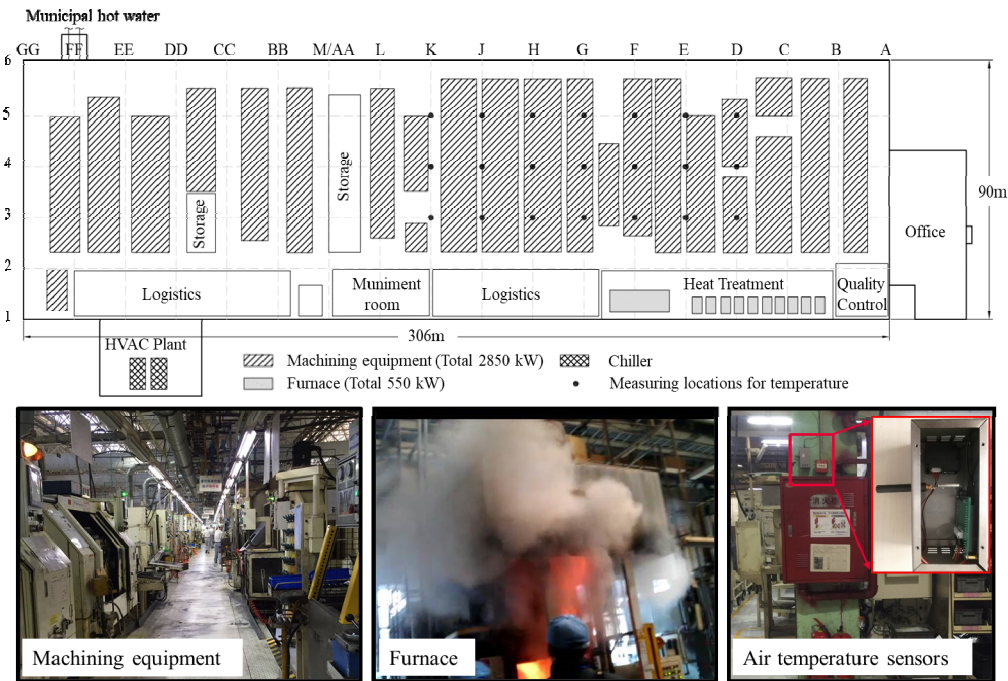 Municipal hot water
GG FF EE DD CC BB M/AA L K J H G F E D C B A
6
5
4
3
2
1
Storage
Storage
90m
Office
Logistics
Muniment
room
Logistics
Heat Treatment
Quality
Control
306m
HVAC Plant
Machining equipment (Total 2850 kW)
Chiller
Furnace (Total 550 kW)
Measuring locations for temperature
Machining equipment
Furnace
Air temperature sensors